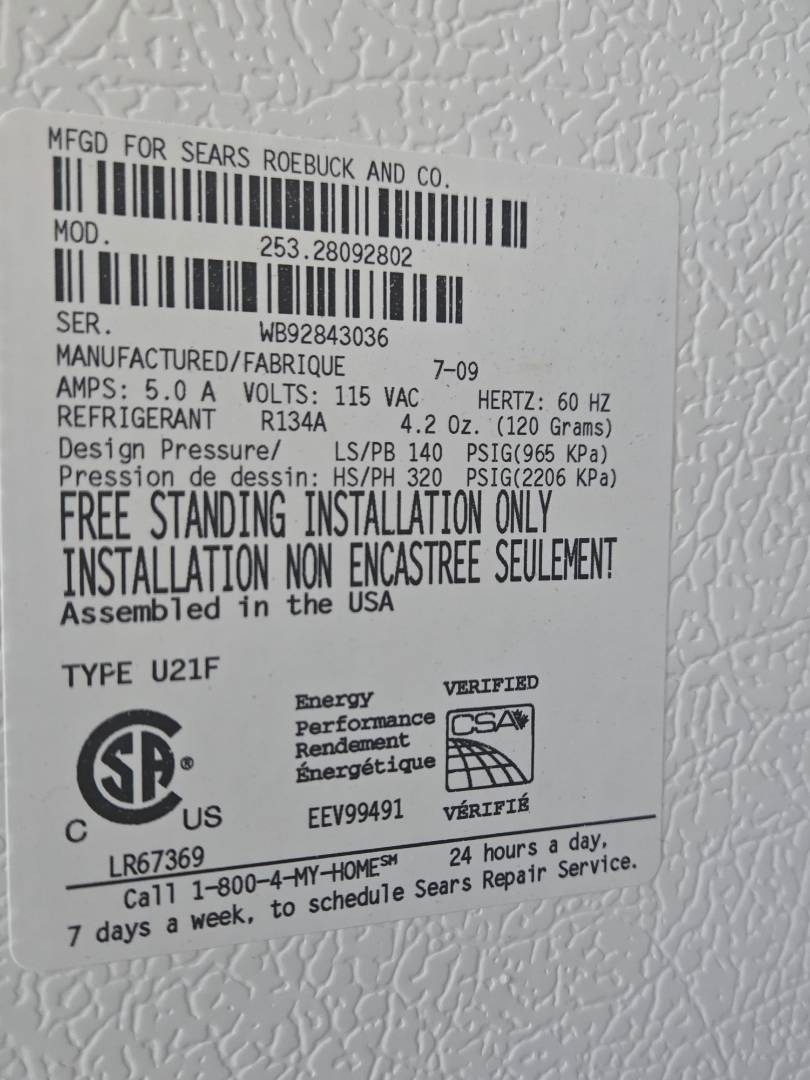 MFGD FOR SEARS ROEBUCK AND CO.
MOD. 253.28092802
SER. WB92843036
MANUFACTURED/FABRIQUE 7-09
AMPS: 5.0 A VOLTS: 115 VAC HERTZ: 60 HZ
REFRIGERANT R134A 4.2 Oz. (120 Grams)
Design Pressure/ LS/PB 140 PSIG(965 KPa)
Pression de dessin: HS/PH 320 PSIG(2206 KPa)
FREE STANDING INSTALLATION ONLY
INSTALLATION NON ENCASTREE SEULEMENT
Assembled in the USA
TYPE U21F
SA®
C US
LR67369
Energy
Performance
Rendement
Énergétique
EEV99491
VERIFIED
CSA
VÉRIFIÉ
Call 1-800-4-MY-HOME℠ 24 hours a day,
7 days a week, to schedule Sears Repair Service.